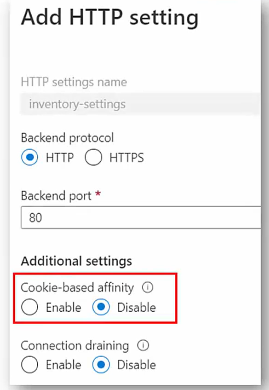 Add HTTP setting
HTTP settings name
inventory-settings
Backend protocol
HTTP HTTPS
Backend port *
80
Additional settings
Cookie-based affinity
Enable Disable
Connection draining
Enable Disable